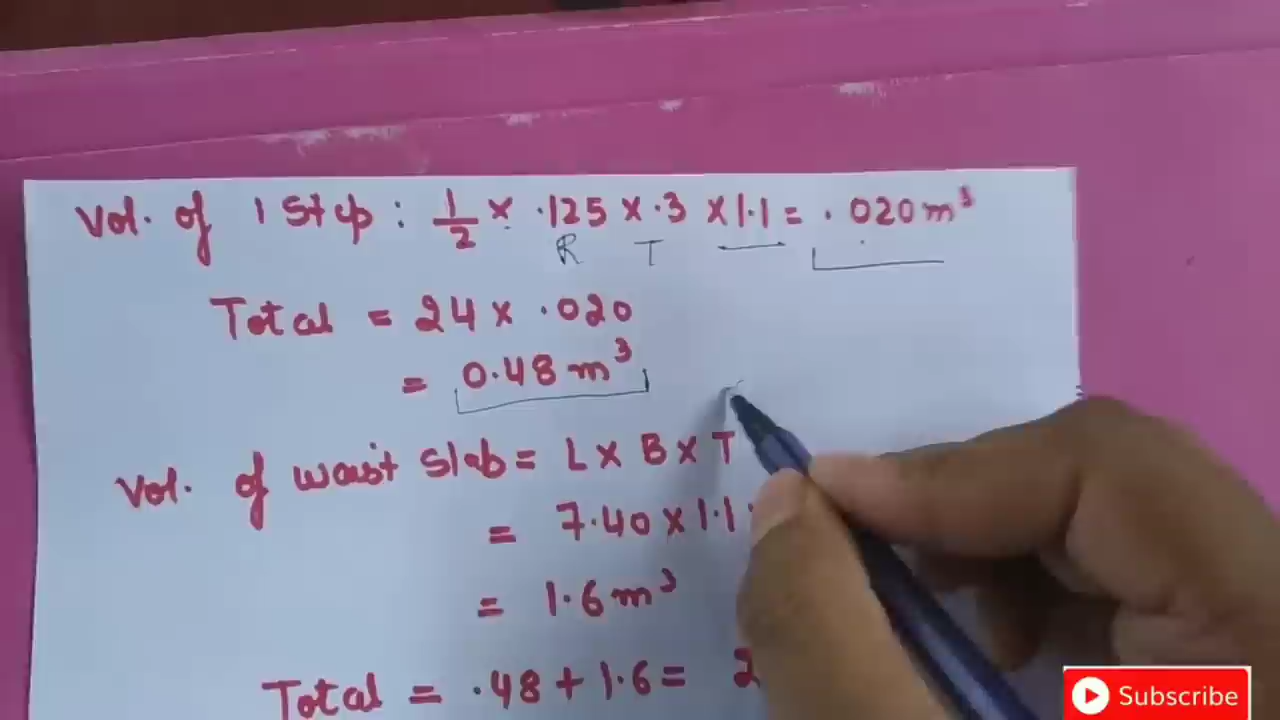 Vol. of 1 Step : 1/2 × .125 × .3 × 1.1 = .020 m³
R T
Total = 24 × .020
= 0.48 m³
Vol. of waist slab = L × B × T
= 7.40 × 1.1
= 1.6 m³
Total = .48 + 1.6 = 2
Subscribe